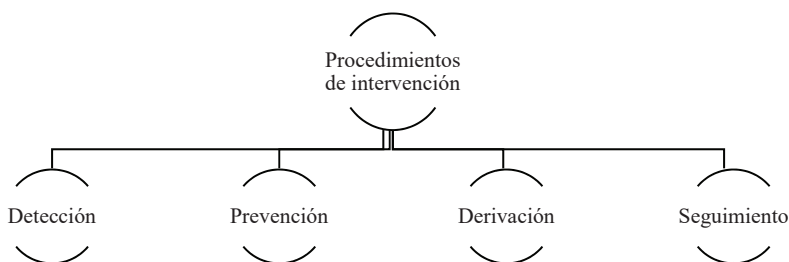 Procedimientos
de intervención
Detección
Prevención
Derivación
Seguimiento